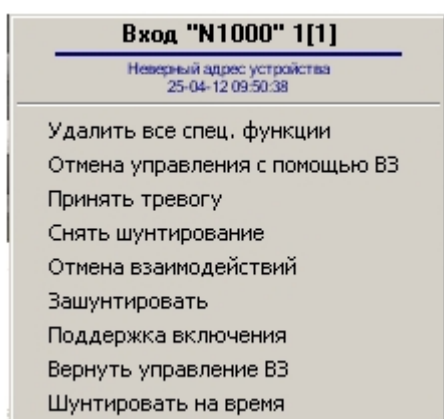 Вход "N1000" 1[1]
Неверный адрес устройства
25-04-12 09:50:38
Удалить все спец. функции
Отмена управления с помощью ВЗ
Принять тревогу
Снять шунтирование
Отмена взаимодействий
Зашунтировать
Поддержка включения
Вернуть управление ВЗ
Шунтировать на время